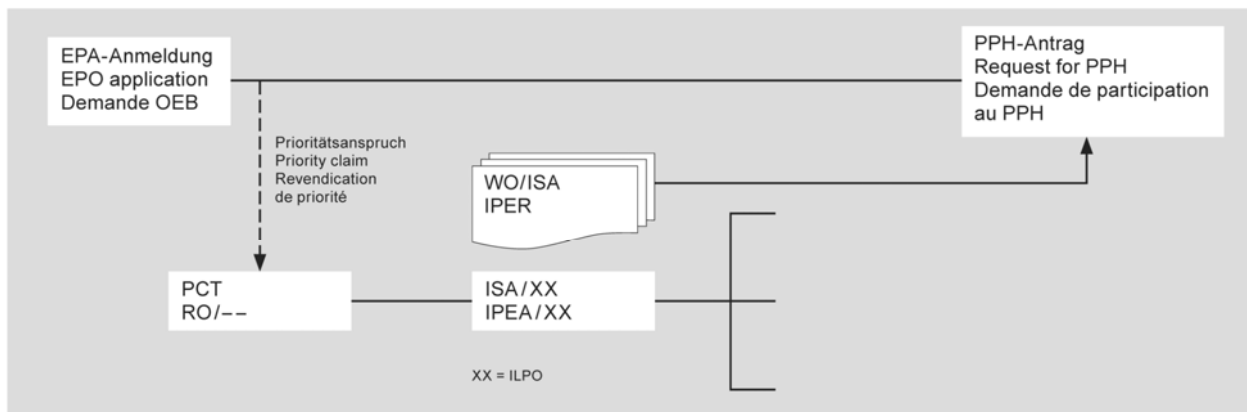 EPA-Anmeldung
EPO application
Demande OEB
PPH-Antrag
Request for PPH
Demande de participation
au PPH
Prioritätsanspruch
Priority claim
Revendication
de priorité
WO/ISA
IPER
PCT
RO/––
ISA/XX
IPEA/XX
XX = ILPO